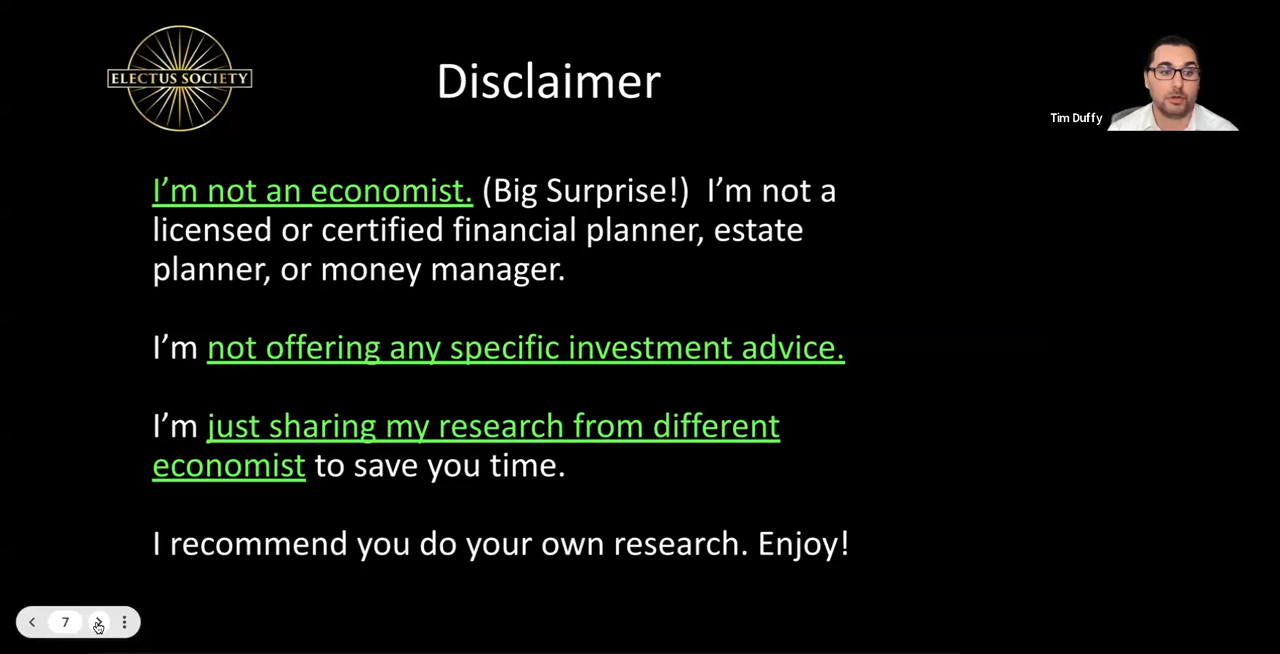 ELECTUS SOCIETY
Disclaimer
Tim Duffy
I'm not an economist. (Big Surprise!) I'm not a
licensed or certified financial planner, estate
planner, or money manager.
I'm not offering any specific investment advice.
I'm just sharing my research from different
economist to save you time.
I recommend you do your own research. Enjoy!
7